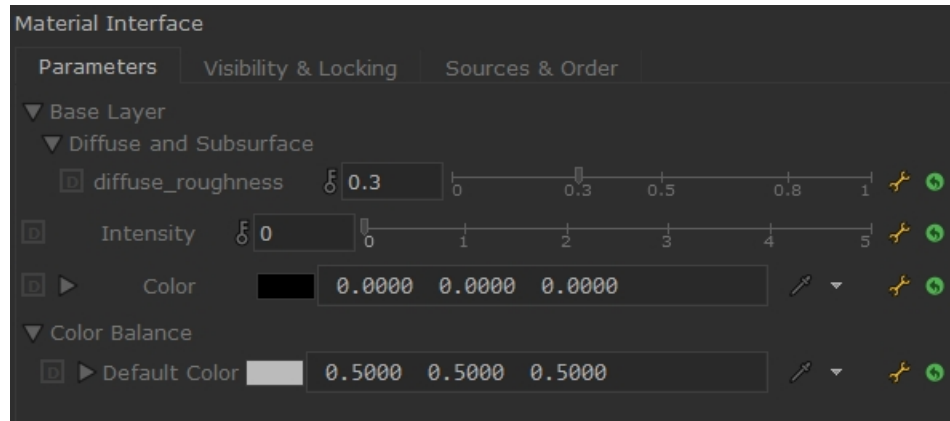 Material Interface
Parameters Visibility & Locking Sources & Order
Base Layer
Diffuse and Subsurface
D diffuse_roughness 0.3 0 0.3 0.5 0.8 1
D Intensity 0 0 1 2 3 4 5
D Color 0.0000 0.0000 0.0000
Color Balance
D Default Color 0.5000 0.5000 0.5000